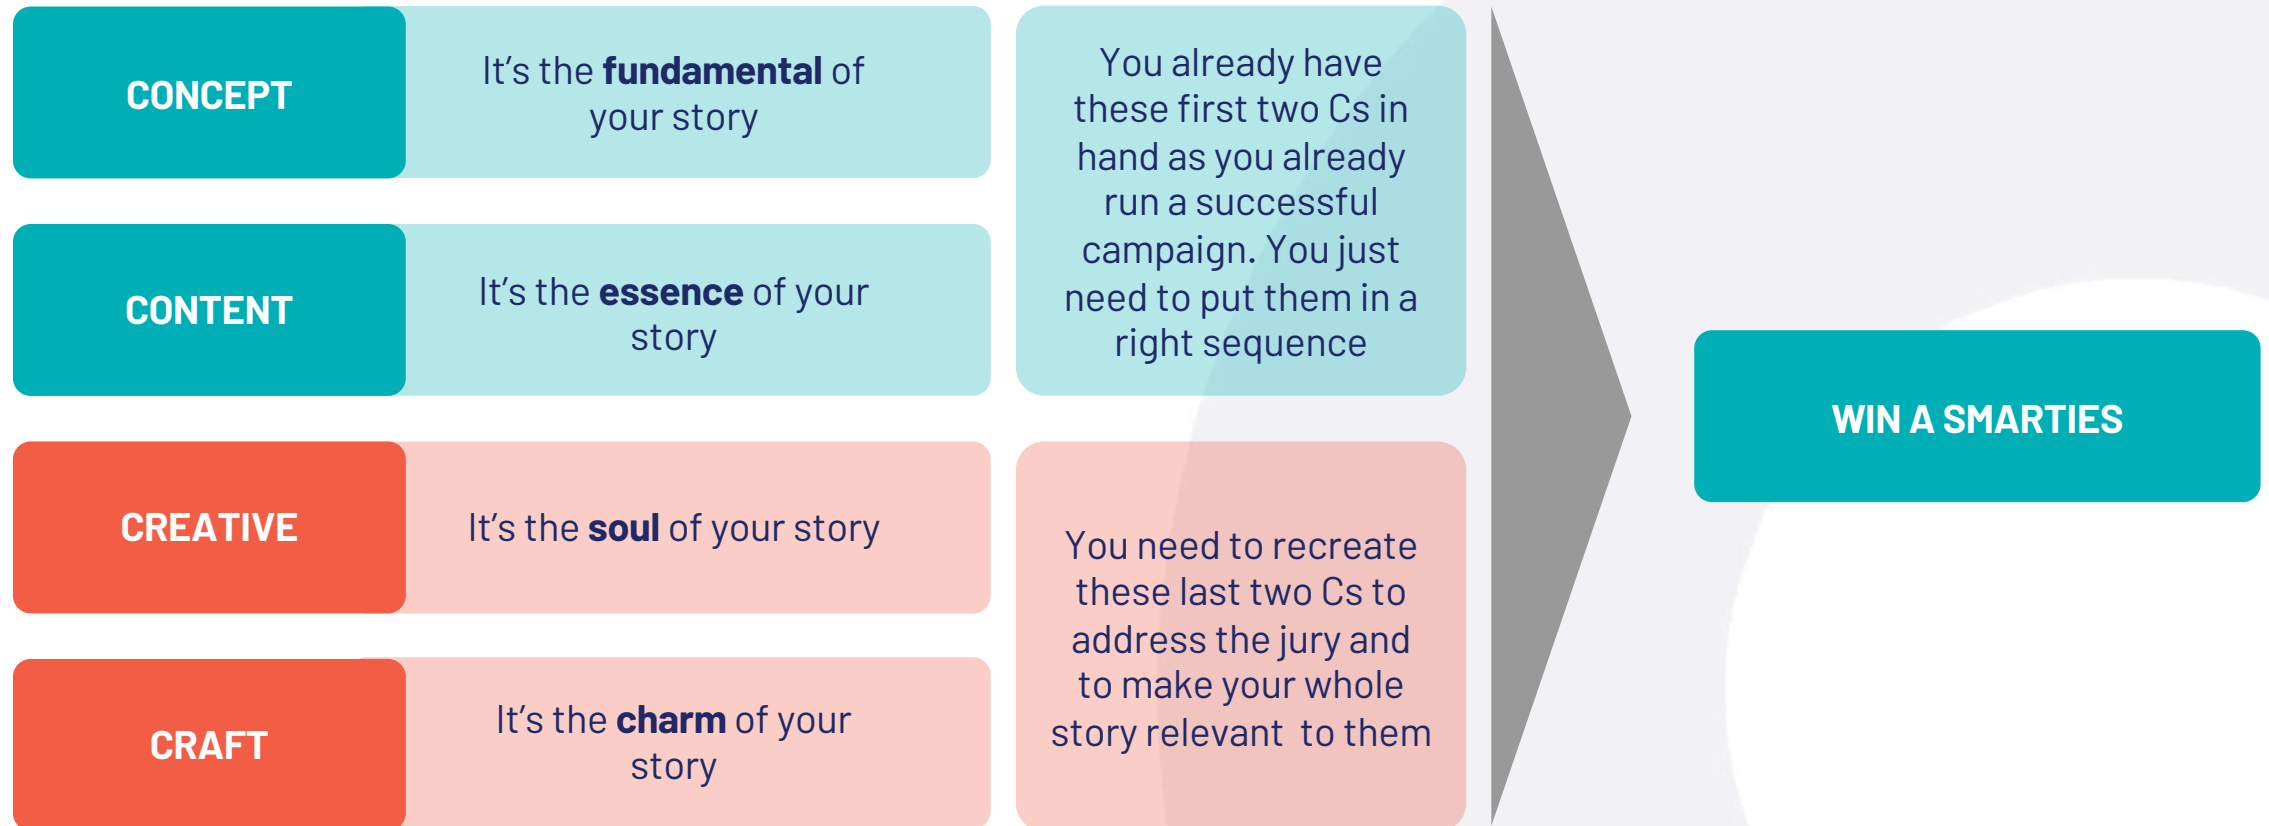 CONCEPT
It's the fundamental of
your story
CONTENT
It's the essence of your
story
You already have
these first two Cs in
hand as you already
run a successful
campaign. You just
need to put them in a
right sequence
CREATIVE
It's the soul of your story
CRAFT
It's the charm of your
story
You need to recreate
these last two Cs to
address the jury and
to make your whole
story relevant  to them
WIN A SMARTIES